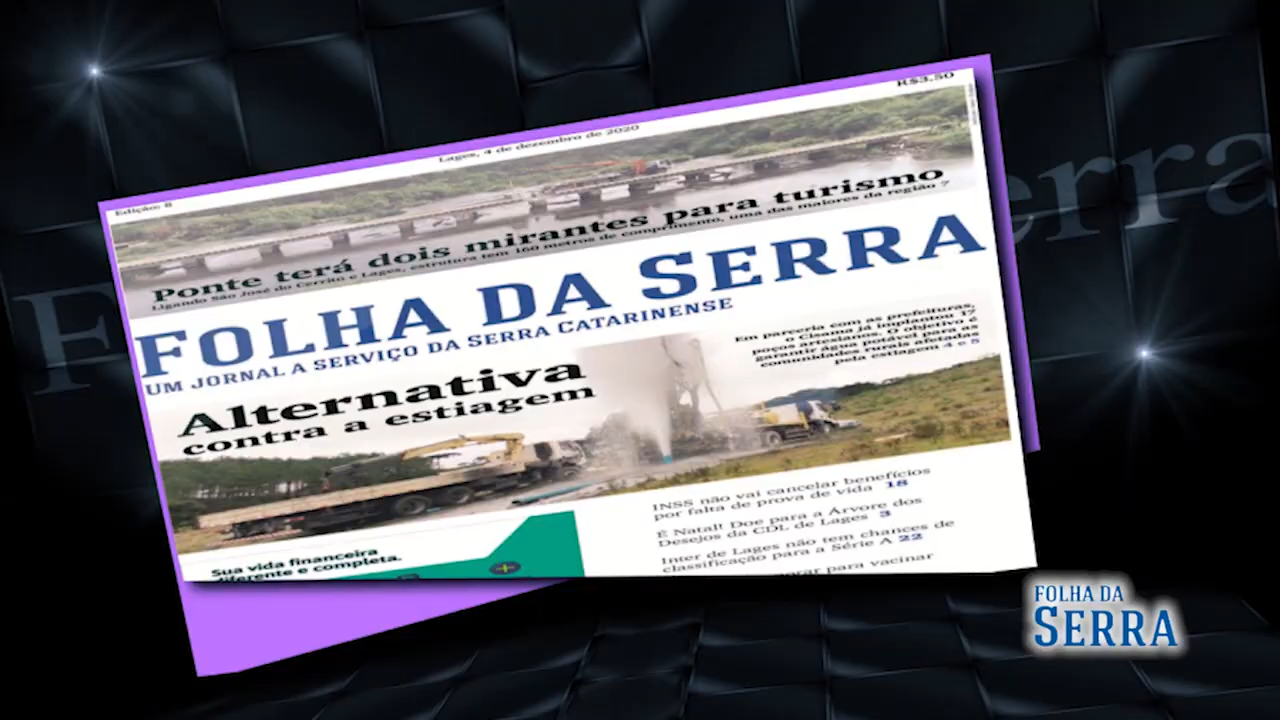 R$3.50
Lages, 4 de dezembro de 2020
Edição: 8
Ponte terá dois mirantes para turismo
Ligando São José do Cerrito e Lages, estrutura tem 160 metros de comprimento, uma das maiores da região 7
FOLHA DA SERRA
UM JORNAL A SERVIÇO DA SERRA CATARINENSE
Alternativa
contra a estiagem
Em parceria com as prefeituras,
o Cisama já implantou 17
poços artesianos. O objetivo é
garantir água potável para as
comunidades rurais afetadas
pela estiagem 4 e 5
INSS não vai cancelar benefícios
por falta de prova de vida 18
É Natal! Doe para a Árvore dos
Desejos da CDL de Lages 3
Inter de Lages não tem chances de
classificação para a Série A 22
para vacinar
Sua vida financeira
diferente e completa.
F
erra
FOLHA DA
SERRA